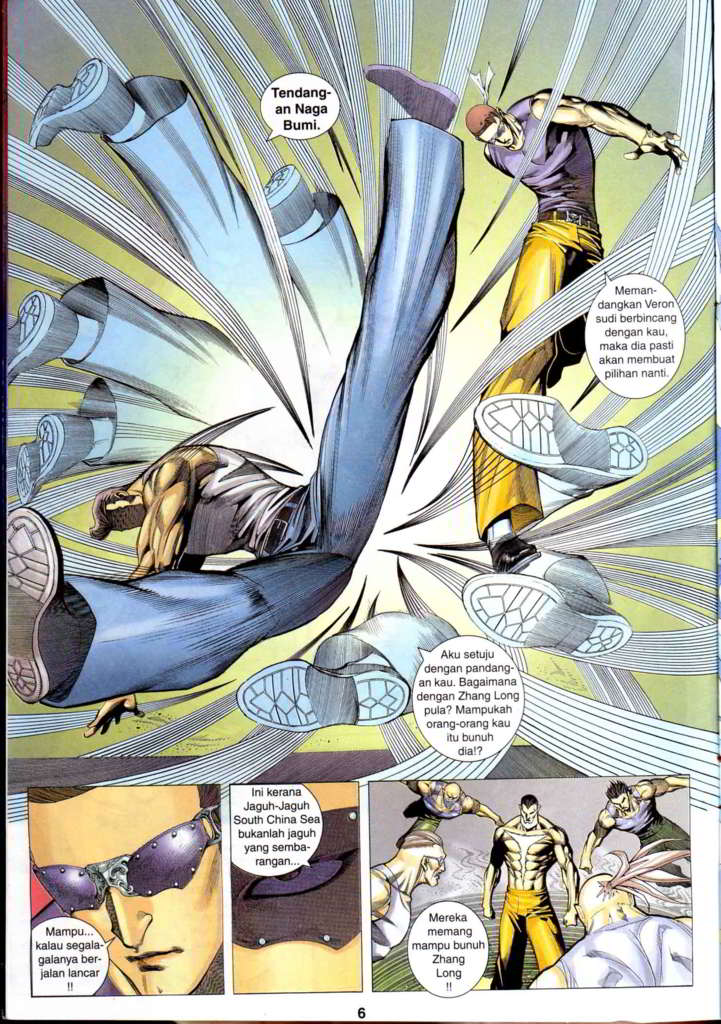 Tendang-
an Naga
Bumi.
Meman-
dangkan Veron
sudi berbincang
dengan kau,
maka dia pasti
akan membuat
pilihan nanti.
Aku setuju
dengan pandang-
an kau. Bagaimana
dengan Zhang Long
pula? Mampukah
orang-orang kau
itu bunuh
dia!?
Mampu...
kalau segala-
galanya ber-
jalan lancar
!!
Ini kerana
Jaguh-Jaguh
South China Sea
bukanlah jaguh
yang semba-
rangan...
Mereka
memang
mampu bunuh
Zhang
Long
!!
6